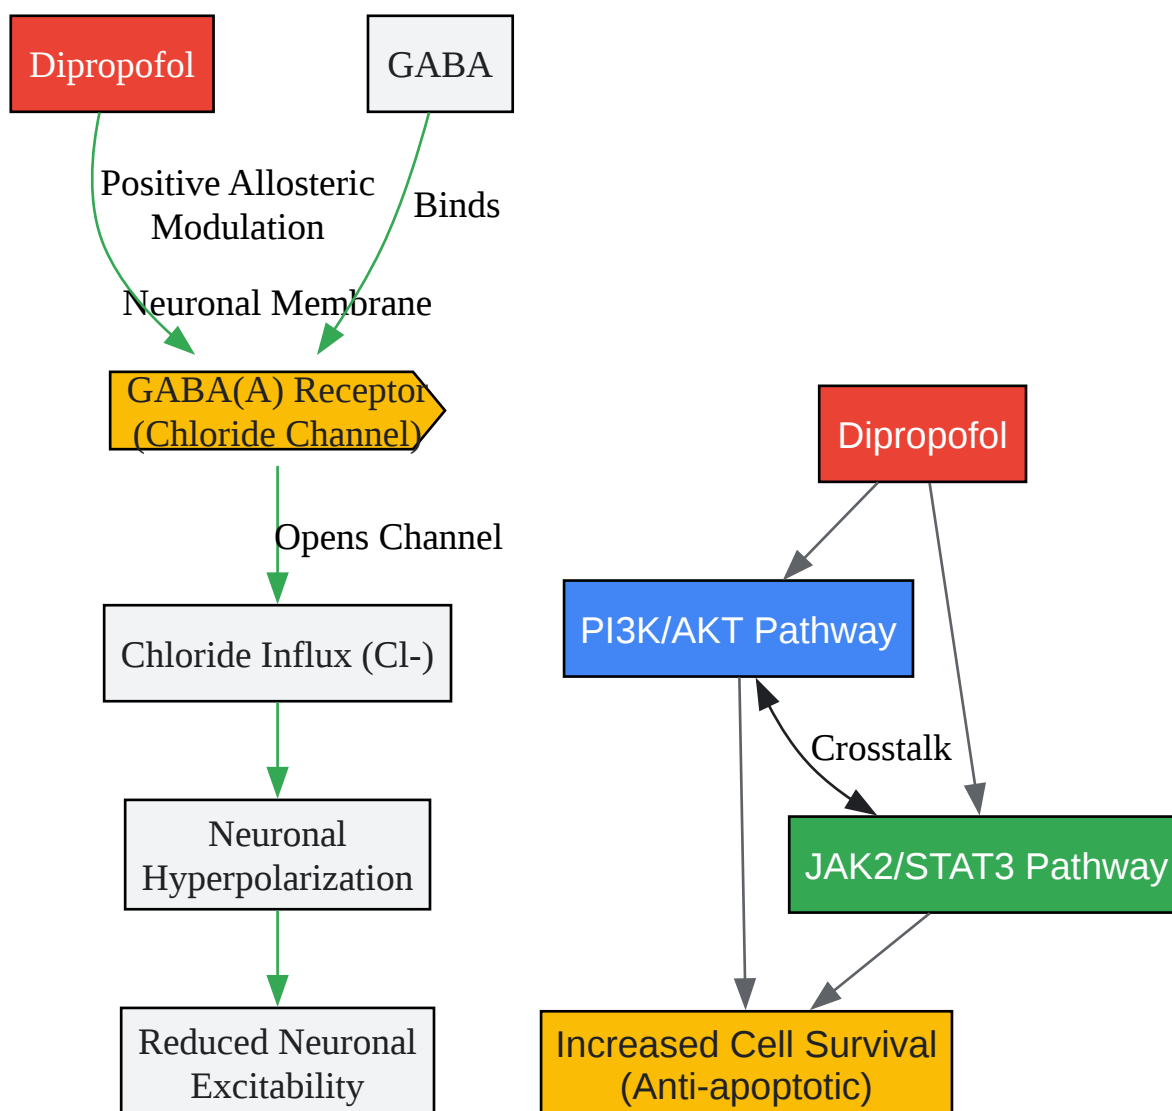 Dipropofol
GABA
Positive Allosteric
Modulation
Binds
Neuronal Membrane
GABA(A) Receptor
(Chloride Channel)
Opens Channel
Chloride Influx (Cl-)
Neuronal
Hyperpolarization
Reduced Neuronal
Excitability
Dipropofol
PI3K/AKT Pathway
Crosstalk
JAK2/STAT3 Pathway
Increased Cell Survival
(Anti-apoptotic)